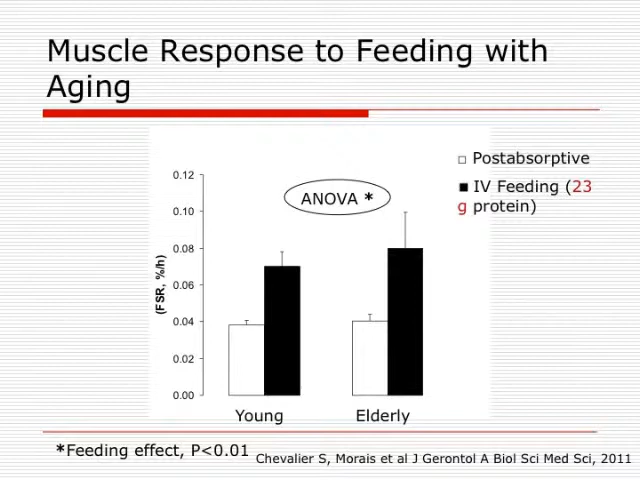 Muscle Response to Feeding with
Aging
□ Postabsorptive
■ IV Feeding (23
g protein)
ANOVA *
(FSR, %/h)
0.12
0.10
0.08
0.06
0.04
0.02
0.00
Young Elderly
*Feeding effect, P<0.01
Chevalier S, Morais et al J Gerontol A Biol Sci Med Sci, 2011